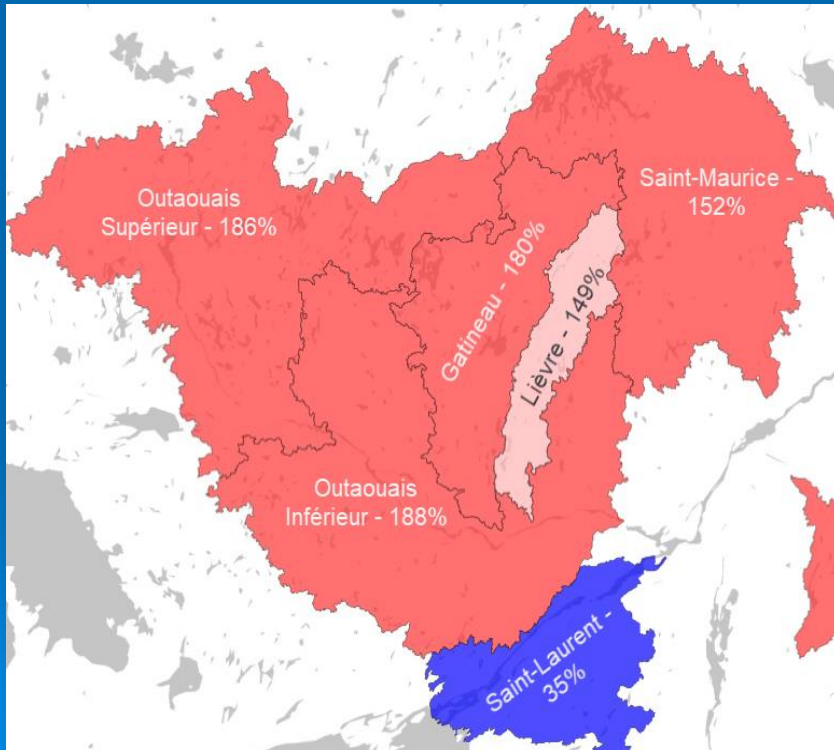 Outaouais
Supérieur - 186%
Saint-Maurice -
152%
Gatineau - 180%
Lièvre - 149%
Outaouais
Inférieur - 188%
Saint-Laurent -
35%